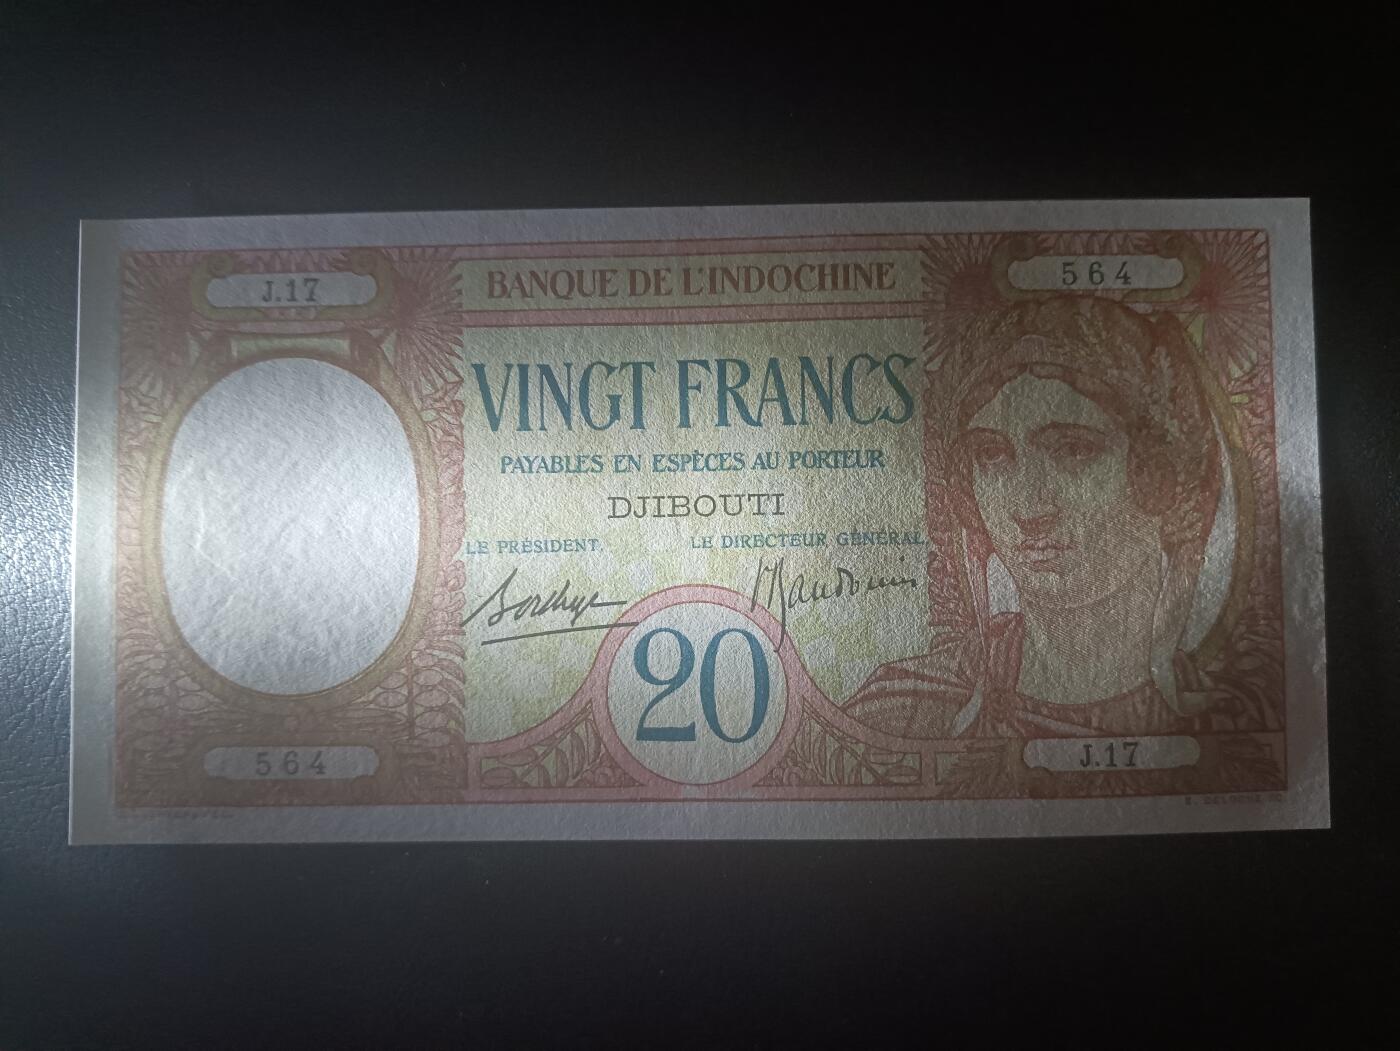 J.17
BANQUE DE L'INDOCHINE
564
VINGT FRANCS
PAYABLES EN ESPÈCES AU PORTEUR
DJIBOUTI
LE PRÉSIDENT. LE DIRECTEUR GÉNÉRAL
20
564
J.17